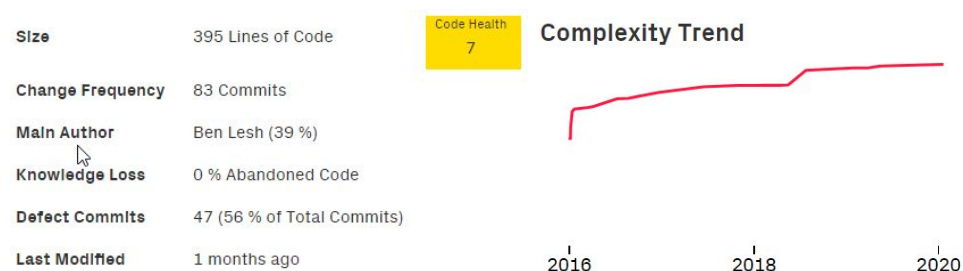 Size 395 Lines of Code
Code Health
7
Complexity Trend
Change Frequency 83 Commits
Main Author Ben Lesh (39 %)
Knowledge Loss 0 % Abandoned Code
Defect Commits 47 (56 % of Total Commits)
Last Modified 1 months ago
2016 2018 2020